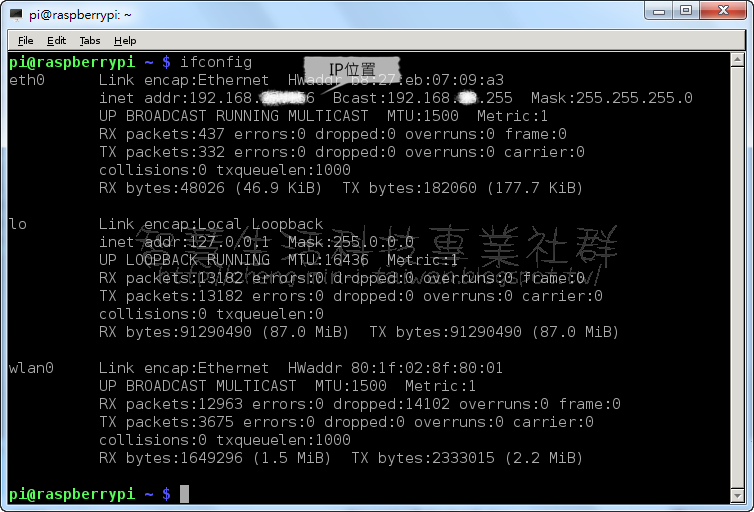 pi@raspberrypi: ~
File Edit Tabs Help
pi@raspberrypi ~ $ ifconfig
IP位置
eth0 Link encap:Ethernet HWaddr b8:27:eb:07:09:a3
inet addr:192.168. 6 Bcast:192.168. .255 Mask:255.255.255.0
UP BROADCAST RUNNING MULTICAST MTU:1500 Metric:1
RX packets:437 errors:0 dropped:0 overruns:0 frame:0
TX packets:332 errors:0 dropped:0 overruns:0 carrier:0
collisions:0 txqueuelen:1000
RX bytes:48026 (46.9 KiB) TX bytes:182060 (177.7 KiB)
lo Link encap:Local Loopback
智慧生活科技專業社群
inet addr:127.0.0.1 Mask:255.0.0.0
UP LOOPBACK RUNNING MTU:16436 Metric:1
RX packets:13182 errors:0 dropped:0 overruns:0 frame:0
TX packets:13182 errors:0 dropped:0 overruns:0 carrier:0
collisions:0 txqueuelen:0
RX bytes:91290490 (87.0 MiB) TX bytes:91290490 (87.0 MiB)
wlan0 Link encap:Ethernet HWaddr 80:1f:02:8f:80:01
UP BROADCAST MULTICAST MTU:1500 Metric:1
RX packets:12963 errors:0 dropped:14102 overruns:0 frame:0
TX packets:3675 errors:0 dropped:0 overruns:0 carrier:0
collisions:0 txqueuelen:1000
RX bytes:1649296 (1.5 MiB) TX bytes:2333015 (2.2 MiB)
pi@raspberrypi ~ $